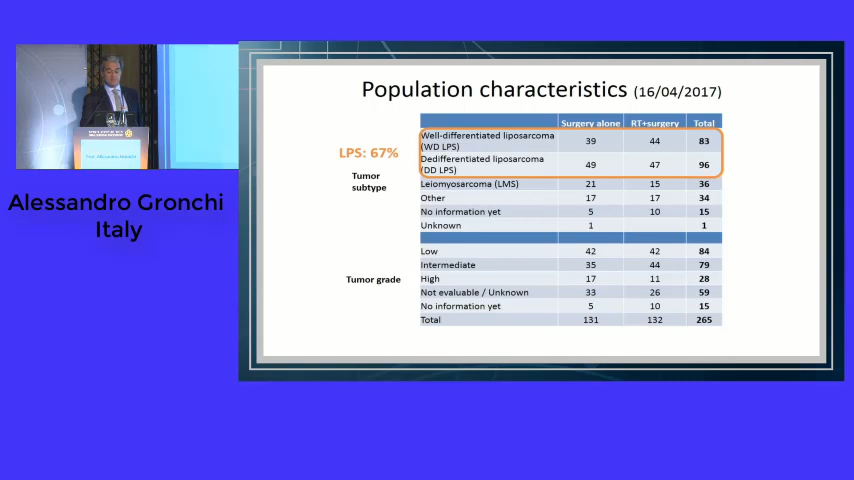 Population characteristics (16/04/2017)
Surgery alone RT+surgery Total
Well-differentiated liposarcoma (WD LPS) 39 44 83
LPS: 67%
Dedifferentiated liposarcoma (DD LPS) 49 47 96
Tumor subtype
Leiomyosarcoma (LMS) 21 15 36
Other 17 17 34
No information yet 5 10 15
Unknown 1 1
Low 42 42 84
Intermediate 35 44 79
Tumor grade
High 17 11 28
Not evaluable / Unknown 33 26 59
No information yet 5 10 15
Total 131 132 265
Alessandro Gronchi
Italy